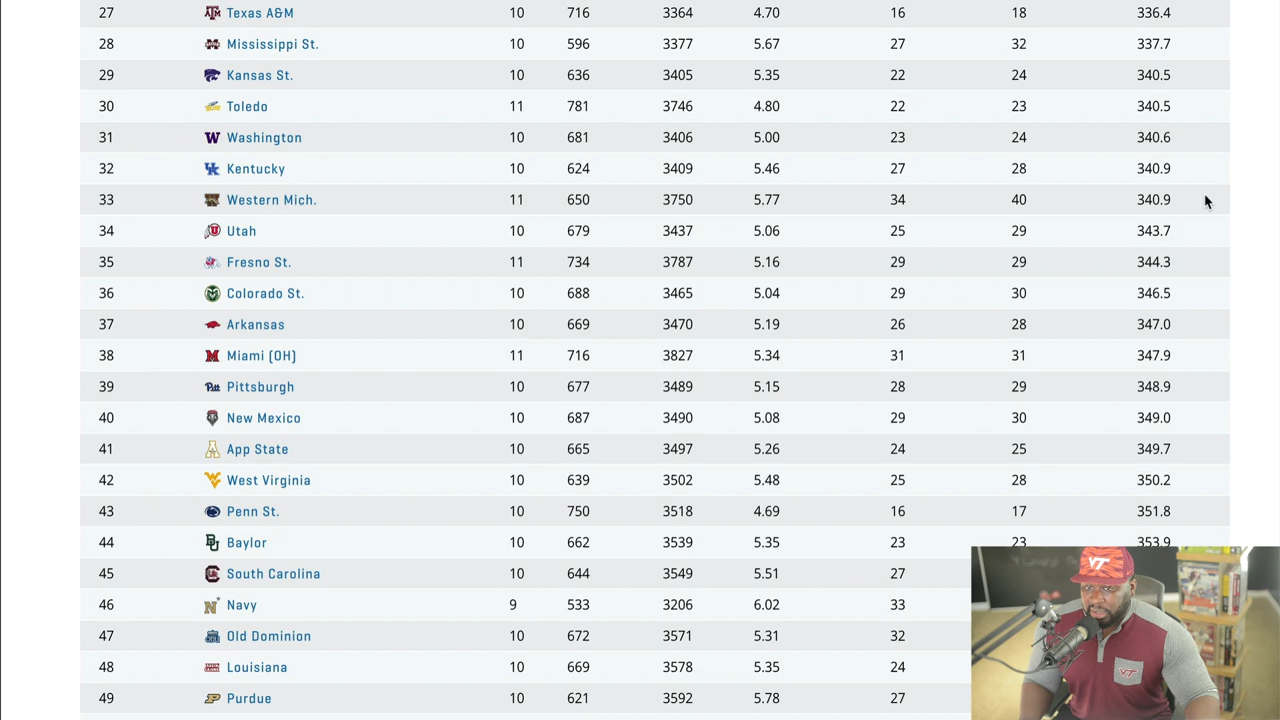 27 Texas A&M 10 716 3364 4.70 16 18 336.4
28 Mississippi St. 10 596 3377 5.67 27 32 337.7
29 Kansas St. 10 636 3405 5.35 22 24 340.5
30 Toledo 11 781 3746 4.80 22 23 340.5
31 Washington 10 681 3406 5.00 23 24 340.6
32 Kentucky 10 624 3409 5.46 27 28 340.9
33 Western Mich. 11 650 3750 5.77 34 40 340.9
34 Utah 10 679 3437 5.06 25 29 343.7
35 Fresno St. 11 734 3787 5.16 29 29 344.3
36 Colorado St. 10 688 3465 5.04 29 30 346.5
37 Arkansas 10 669 3470 5.19 26 28 347.0
38 Miami (OH) 11 716 3827 5.34 31 31 347.9
39 Pittsburgh 10 677 3489 5.15 28 29 348.9
40 New Mexico 10 687 3490 5.08 29 30 349.0
41 App State 10 665 3497 5.26 24 25 349.7
42 West Virginia 10 639 3502 5.48 25 28 350.2
43 Penn St. 10 750 3518 4.69 16 17 351.8
44 Baylor 10 662 3539 5.35 23 23 353.9
45 South Carolina 10 644 3549 5.51 27
46 Navy 9 533 3206 6.02 33
47 Old Dominion 10 672 3571 5.31 32
48 Louisiana 10 669 3578 5.35 24
49 Purdue 10 621 3592 5.78 27
VT
VT